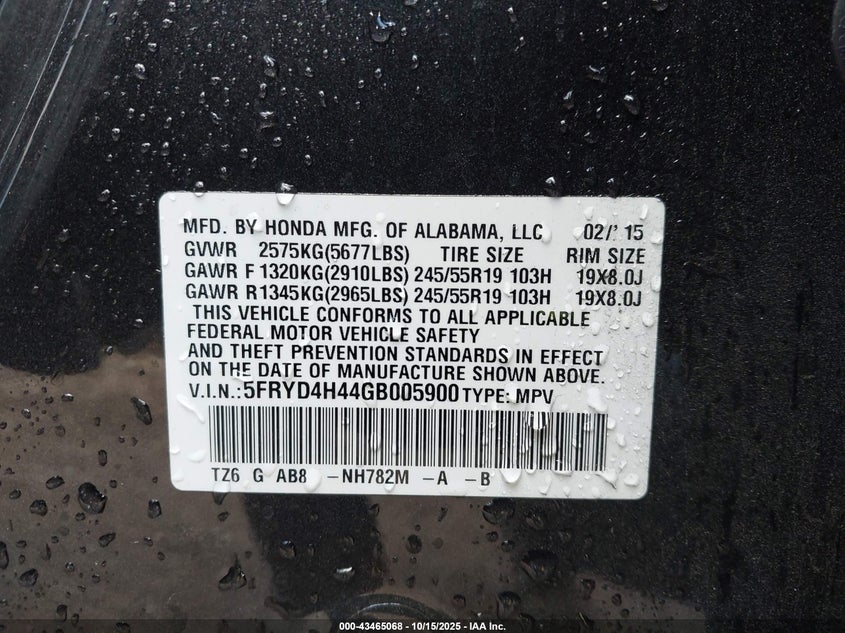 MFD. BY HONDA MFG. OF ALABAMA, LLC 02/15
GVWR 2575KG(5677LBS) TIRE SIZE RIM SIZE
GAWR F 1320KG(2910LBS) 245/55R19 103H 19X8.0J
GAWR R 1345KG(2965LBS) 245/55R19 103H 19X8.0J
THIS VEHICLE CONFORMS TO ALL APPLICABLE
FEDERAL MOTOR VEHICLE SAFETY
AND THEFT PREVENTION STANDARDS IN EFFECT
ON THE DATE OF MANUFACTURE SHOWN ABOVE.
V.I.N.: 5FRYD4H44GB005900 TYPE: MPV
TZ6 G AB8 -NH782M -A -B
000-43465068 - 10/15/2025 - IAA Inc.